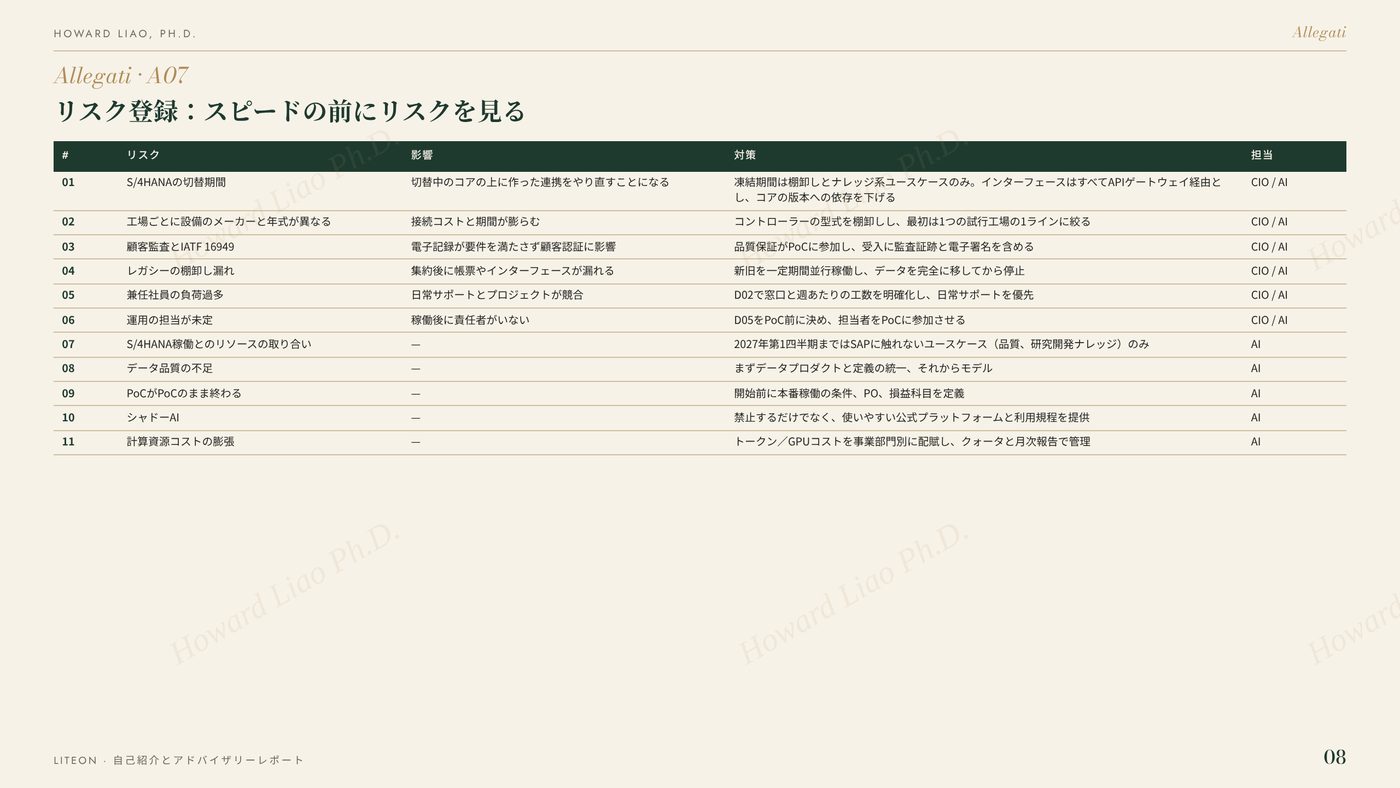 HOWARD LIAO, PH.D.
Allegati
Allegati · A07
リスク登録：スピードの前にリスクを見る
# リスク 影響 対策 担当
01 S/4HANAの切替期間 切替中のコアの上に作った連携をやり直すことになる 凍結期間は棚卸しとナレッジ系ユースケースのみ。インターフェースはすべてAPIゲートウェイ経由と CIO / AI
し、コアの版本への依存を下げる
02 工場ごとに設備のメーカーと年式が異なる 接続コストと期間が膨らむ コントローラーの型式を棚卸しし、最初は1つの試行工場の1ラインに絞る CIO / AI
03 顧客監査とIATF 16949 電子記録が要件を満たさず顧客認証に影響 品質保証がPoCに参加し、受入に監査証跡と電子署名を含める CIO / AI
04 レガシーの棚卸し漏れ 集約後に帳票やインターフェースが漏れる 新旧を一定期間並行稼働し、データを完全に移してから停止 CIO / AI
05 兼任社員の負荷過多 日常サポートとプロジェクトが競合 D02で窓口と週あたりの工数を明確化し、日常サポートを優先 CIO / AI
06 運用の担当が未定 稼働後に責任者がいない D05をPoC前に決め、担当者をPoCに参加させる CIO / AI
07 S/4HANA稼働とのリソースの取り合い — 2027年第1四半期まではSAPに触れないユースケース（品質、研究開発ナレッジ）のみ AI
08 データ品質の不足 — まずデータプロダクトと定義の統一、それからモデル AI
09 PoCがPoCのまま終わる — 開始前に本番稼働の条件、PO、損益科目を定義 AI
10 シャドーAI — 禁止するだけでなく、使いやすい公式プラットフォームと利用規程を提供 AI
11 計算資源コストの膨張 — トークン／GPUコストを事業部門別に配賦し、クォータと月次報告で管理 AI
Howard Liao Ph.D.
Howard Liao Ph.D.
Howard
Howard Liao Ph.D.
Howard Liao Ph.D.
Howard
LITEON · 自己紹介とアドバイザリーレポート
08